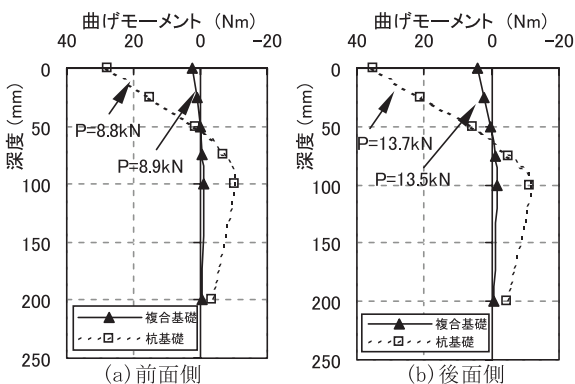 曲げモーメント (Nm)
40 20 0 -20
深度 (mm)
0
50
100
150
200
250
P=8.8kN
P=8.9kN
複合基礎
杭基礎
(a)前面側
曲げモーメント (Nm)
40 20 0 -20
深度 (mm)
0
50
100
150
200
250
P=13.7kN
P=13.5kN
複合基礎
杭基礎
(b)後面側